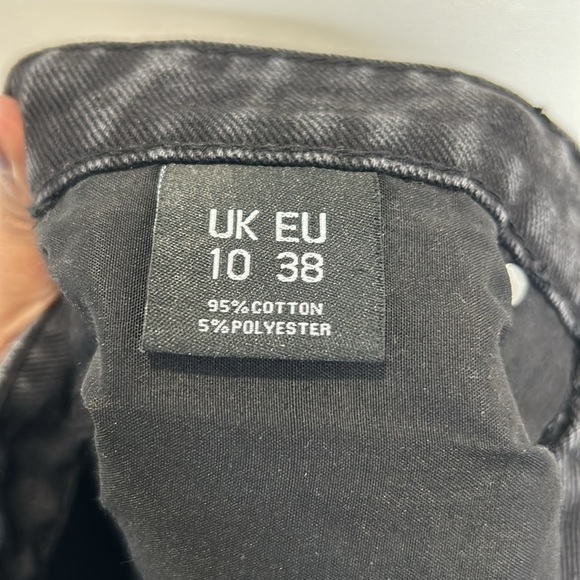 UK EU
10 38
95%COTTON
5%POLYESTER